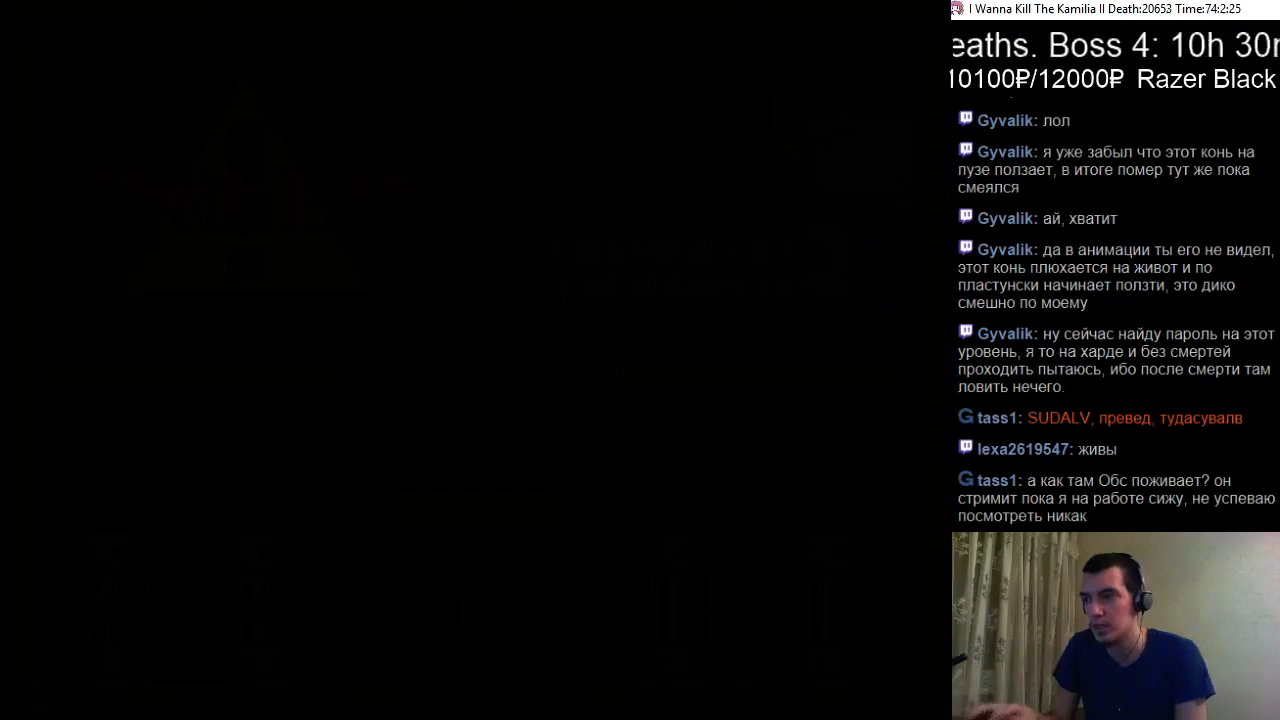 I Wanna Kill The Kamilia II Death:20653 Time:74:2:25
eaths. Boss 4: 10h 30
10100₽/12000₽ Razer Black
Gyvalik: лол
Gyvalik: я уже забыл что этот конь на
пузе ползает, в итоге помер тут же пока
смеялся
Gyvalik: ай, хватит
Gyvalik: да в анимации ты его не видел,
этот конь плюхается на живот и по
пластунски начинает ползти, это дико
смешно по моему
Gyvalik: ну сейчас найду пароль на этот
уровень, я то на харде и без смертей
проходить пытаюсь, ибо после смерти там
ловить нечего.
G tass1: SUDALV, превед, тудасувалв
lexa2619547: живы
G tass1: а как там Обс поживает? он
стримит пока я на работе сижу, не успеваю
посмотреть никак